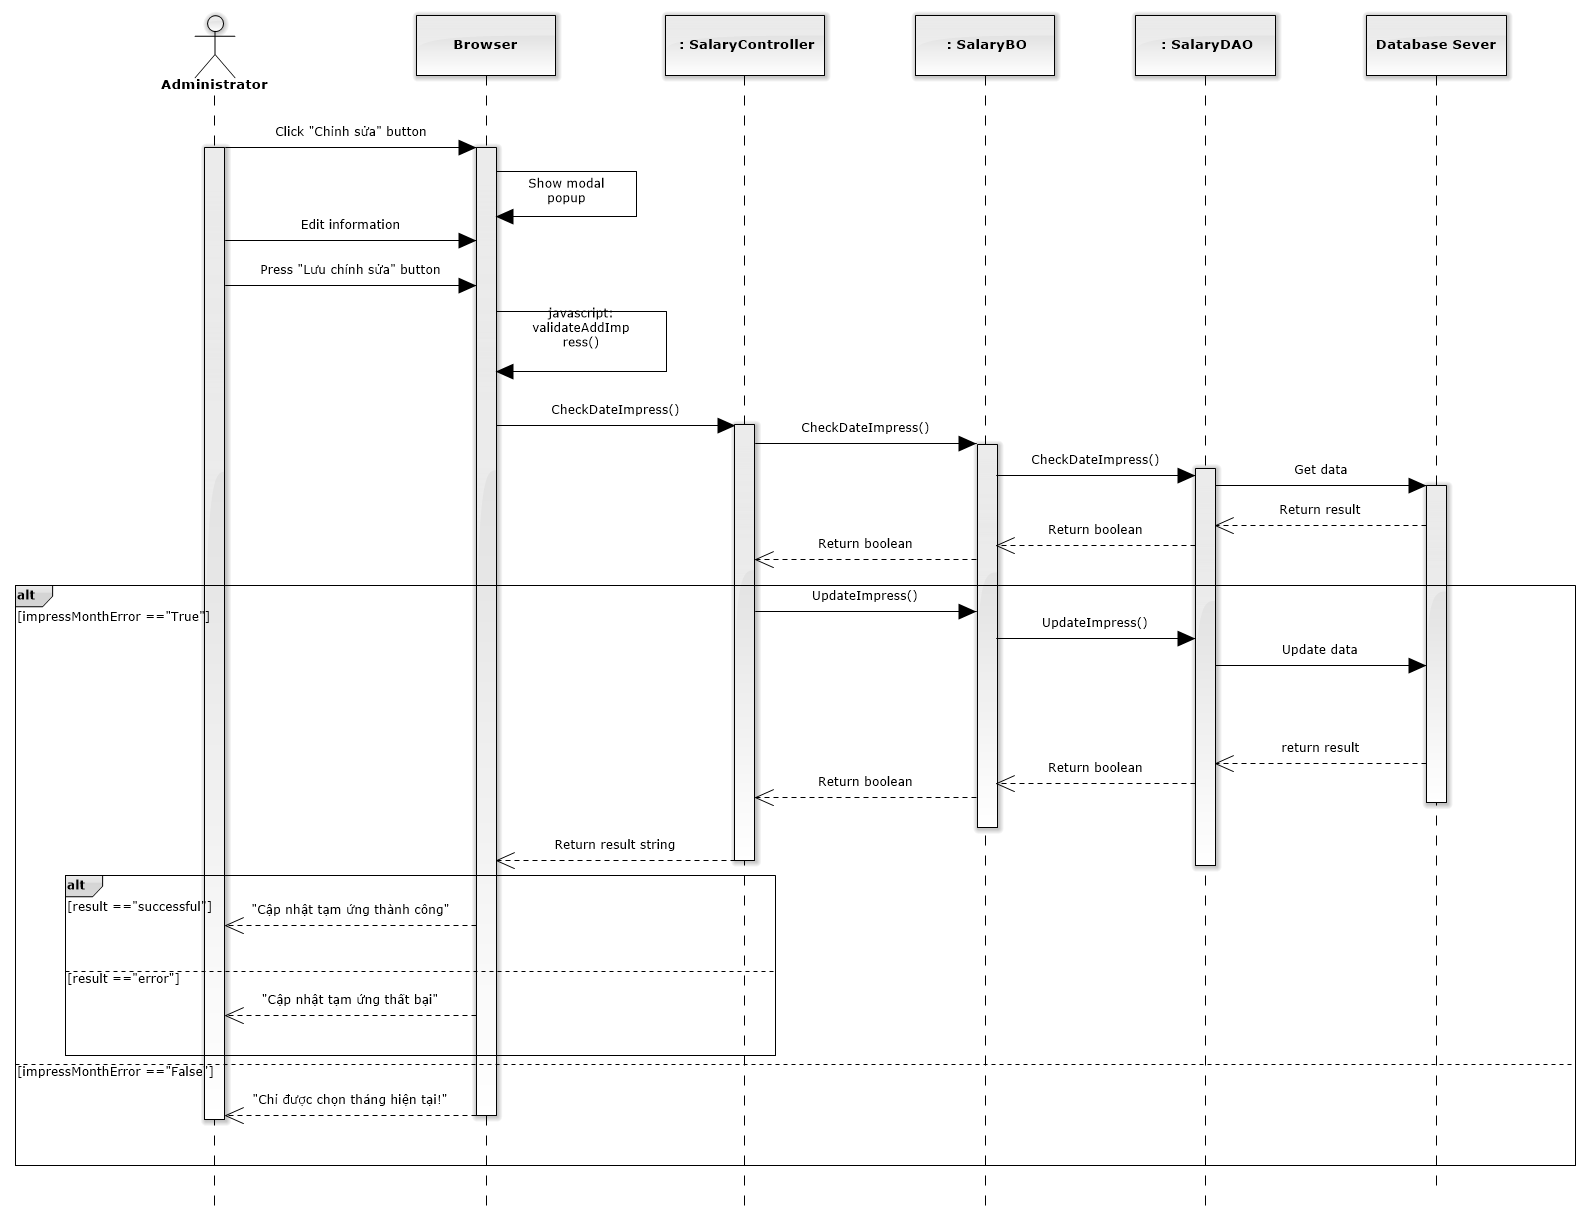 Administrator
Browser
: SalaryController
: SalaryBO
: SalaryDAO
Database Sever
Click "Chỉnh sửa" button
Show modal
popup
Edit information
Press "Lưu chỉnh sửa" button
javascript:
validateAddImp
ress()
CheckDateImpress()
CheckDateImpress()
CheckDateImpress()
Get data
Return result
Return boolean
Return boolean
alt
[impressMonthError =="True"]
UpdateImpress()
UpdateImpress()
Update data
return result
Return boolean
Return boolean
Return result string
alt
[result =="successful"]
"Cập nhật tạm ứng thành công"
[result =="error"]
"Cập nhật tạm ứng thất bại"
[impressMonthError =="False"]
"Chỉ được chọn tháng hiện tại!"